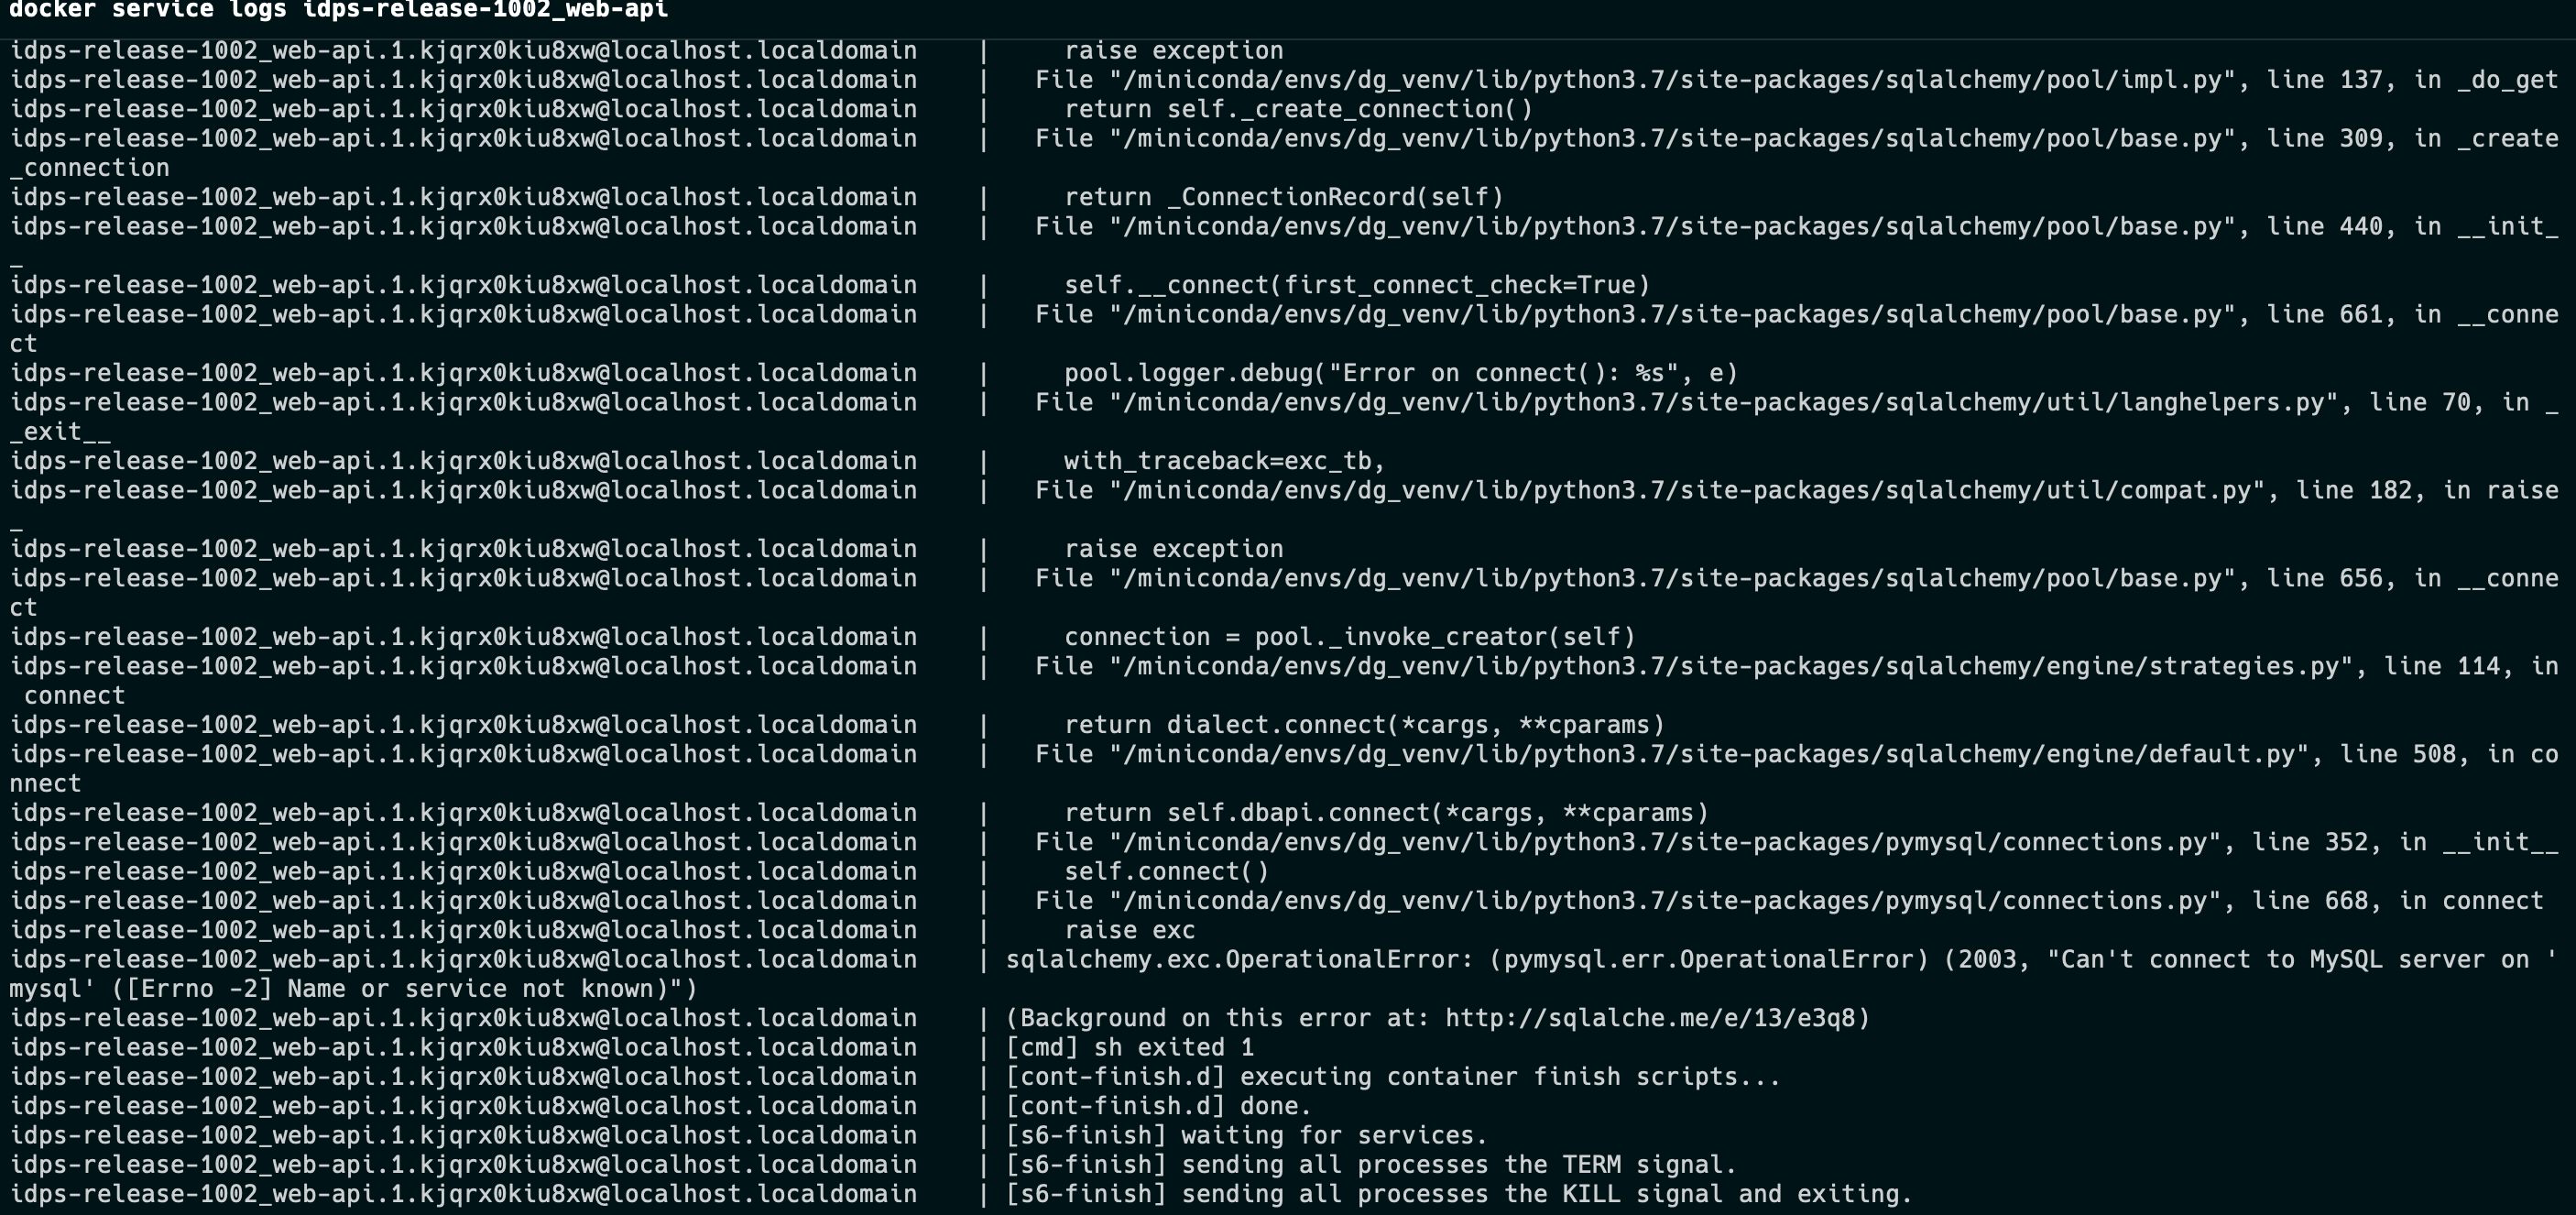 docker service logs idps-release-1002_web-api
idps-release-1002_web-api.1.kjqrx0kiu8xw@localhost.localdomain    |     raise exception
idps-release-1002_web-api.1.kjqrx0kiu8xw@localhost.localdomain    |   File "/miniconda/envs/dg_venv/lib/python3.7/site-packages/sqlalchemy/pool/impl.py", line 137, in _do_get
idps-release-1002_web-api.1.kjqrx0kiu8xw@localhost.localdomain    |     return self._create_connection()
idps-release-1002_web-api.1.kjqrx0kiu8xw@localhost.localdomain    |   File "/miniconda/envs/dg_venv/lib/python3.7/site-packages/sqlalchemy/pool/base.py", line 309, in _create
_connection
idps-release-1002_web-api.1.kjqrx0kiu8xw@localhost.localdomain    |     return _ConnectionRecord(self)
idps-release-1002_web-api.1.kjqrx0kiu8xw@localhost.localdomain    |   File "/miniconda/envs/dg_venv/lib/python3.7/site-packages/sqlalchemy/pool/base.py", line 440, in __init_
_
idps-release-1002_web-api.1.kjqrx0kiu8xw@localhost.localdomain    |     self.__connect(first_connect_check=True)
idps-release-1002_web-api.1.kjqrx0kiu8xw@localhost.localdomain    |   File "/miniconda/envs/dg_venv/lib/python3.7/site-packages/sqlalchemy/pool/base.py", line 661, in __conne
ct
idps-release-1002_web-api.1.kjqrx0kiu8xw@localhost.localdomain    |     pool.logger.debug("Error on connect(): %s", e)
idps-release-1002_web-api.1.kjqrx0kiu8xw@localhost.localdomain    |   File "/miniconda/envs/dg_venv/lib/python3.7/site-packages/sqlalchemy/util/langhelpers.py", line 70, in _
_exit__
idps-release-1002_web-api.1.kjqrx0kiu8xw@localhost.localdomain    |     with_traceback=exc_tb,
idps-release-1002_web-api.1.kjqrx0kiu8xw@localhost.localdomain    |   File "/miniconda/envs/dg_venv/lib/python3.7/site-packages/sqlalchemy/util/compat.py", line 182, in raise
_
idps-release-1002_web-api.1.kjqrx0kiu8xw@localhost.localdomain    |     raise exception
idps-release-1002_web-api.1.kjqrx0kiu8xw@localhost.localdomain    |   File "/miniconda/envs/dg_venv/lib/python3.7/site-packages/sqlalchemy/pool/base.py", line 656, in __conne
ct
idps-release-1002_web-api.1.kjqrx0kiu8xw@localhost.localdomain    |     connection = pool._invoke_creator(self)
idps-release-1002_web-api.1.kjqrx0kiu8xw@localhost.localdomain    |   File "/miniconda/envs/dg_venv/lib/python3.7/site-packages/sqlalchemy/engine/strategies.py", line 114, in
 connect
idps-release-1002_web-api.1.kjqrx0kiu8xw@localhost.localdomain    |     return dialect.connect(*cargs, **cparams)
idps-release-1002_web-api.1.kjqrx0kiu8xw@localhost.localdomain    |   File "/miniconda/envs/dg_venv/lib/python3.7/site-packages/sqlalchemy/engine/default.py", line 508, in co
nnect
idps-release-1002_web-api.1.kjqrx0kiu8xw@localhost.localdomain    |     return self.dbapi.connect(*cargs, **cparams)
idps-release-1002_web-api.1.kjqrx0kiu8xw@localhost.localdomain    |   File "/miniconda/envs/dg_venv/lib/python3.7/site-packages/pymysql/connections.py", line 352, in __init__
idps-release-1002_web-api.1.kjqrx0kiu8xw@localhost.localdomain    |     self.connect()
idps-release-1002_web-api.1.kjqrx0kiu8xw@localhost.localdomain    |   File "/miniconda/envs/dg_venv/lib/python3.7/site-packages/pymysql/connections.py", line 668, in connect
idps-release-1002_web-api.1.kjqrx0kiu8xw@localhost.localdomain    |     raise exc
idps-release-1002_web-api.1.kjqrx0kiu8xw@localhost.localdomain    | sqlalchemy.exc.OperationalError: (pymysql.err.OperationalError) (2003, "Can't connect to MySQL server on '
mysql' ([Errno -2] Name or service not known)")
idps-release-1002_web-api.1.kjqrx0kiu8xw@localhost.localdomain    | (Background on this error at: http://sqlalche.me/e/13/e3q8)
idps-release-1002_web-api.1.kjqrx0kiu8xw@localhost.localdomain    | [cmd] sh exited 1
idps-release-1002_web-api.1.kjqrx0kiu8xw@localhost.localdomain    | [cont-finish.d] executing container finish scripts...
idps-release-1002_web-api.1.kjqrx0kiu8xw@localhost.localdomain    | [cont-finish.d] done.
idps-release-1002_web-api.1.kjqrx0kiu8xw@localhost.localdomain    | [s6-finish] waiting for services.
idps-release-1002_web-api.1.kjqrx0kiu8xw@localhost.localdomain    | [s6-finish] sending all processes the TERM signal.
idps-release-1002_web-api.1.kjqrx0kiu8xw@localhost.localdomain    | [s6-finish] sending all processes the KILL signal and exiting.